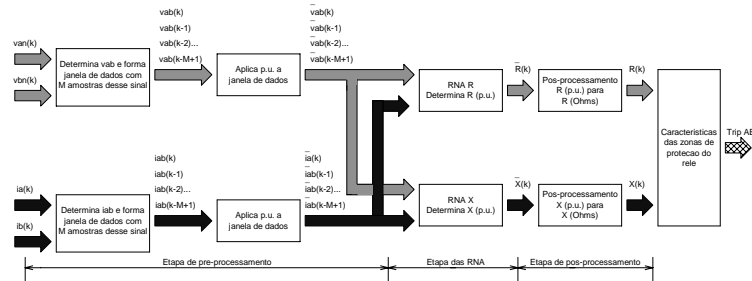 van(k)
vbn(k)
Determina vab e forma
janela de dados com
M amostras desse sinal
vab(k)
vab(k-1)
vab(k-2)...
vab(k-M+1)
Aplica p.u. a
janela de dados
vab(k)
vab(k-1)
vab(k-2)...
vab(k-M+1)
RNA R
Determina R (p.u.)
R(k)
Pos-processamento
R (p.u.) para
R (Ohms)
R(k)
Caracteristicas
das zonas de
protecao do
rele
Trip AB
ia(k)
ib(k)
Determina iab e forma
janela de dados com
M amostras desse sinal
iab(k)
iab(k-1)
iab(k-2)...
iab(k-M+1)
Aplica p.u. a
janela de dados
ia(k)
iab(k-1)
iab(k-2)...
iab(k-M+1)
RNA X
Determina X (p.u.)
X(k)
Pos-processamento
X (p.u.) para
X (Ohms)
X(k)
Etapa de pre-processamento
Etapa das RNA
Etapa de pos-processamento